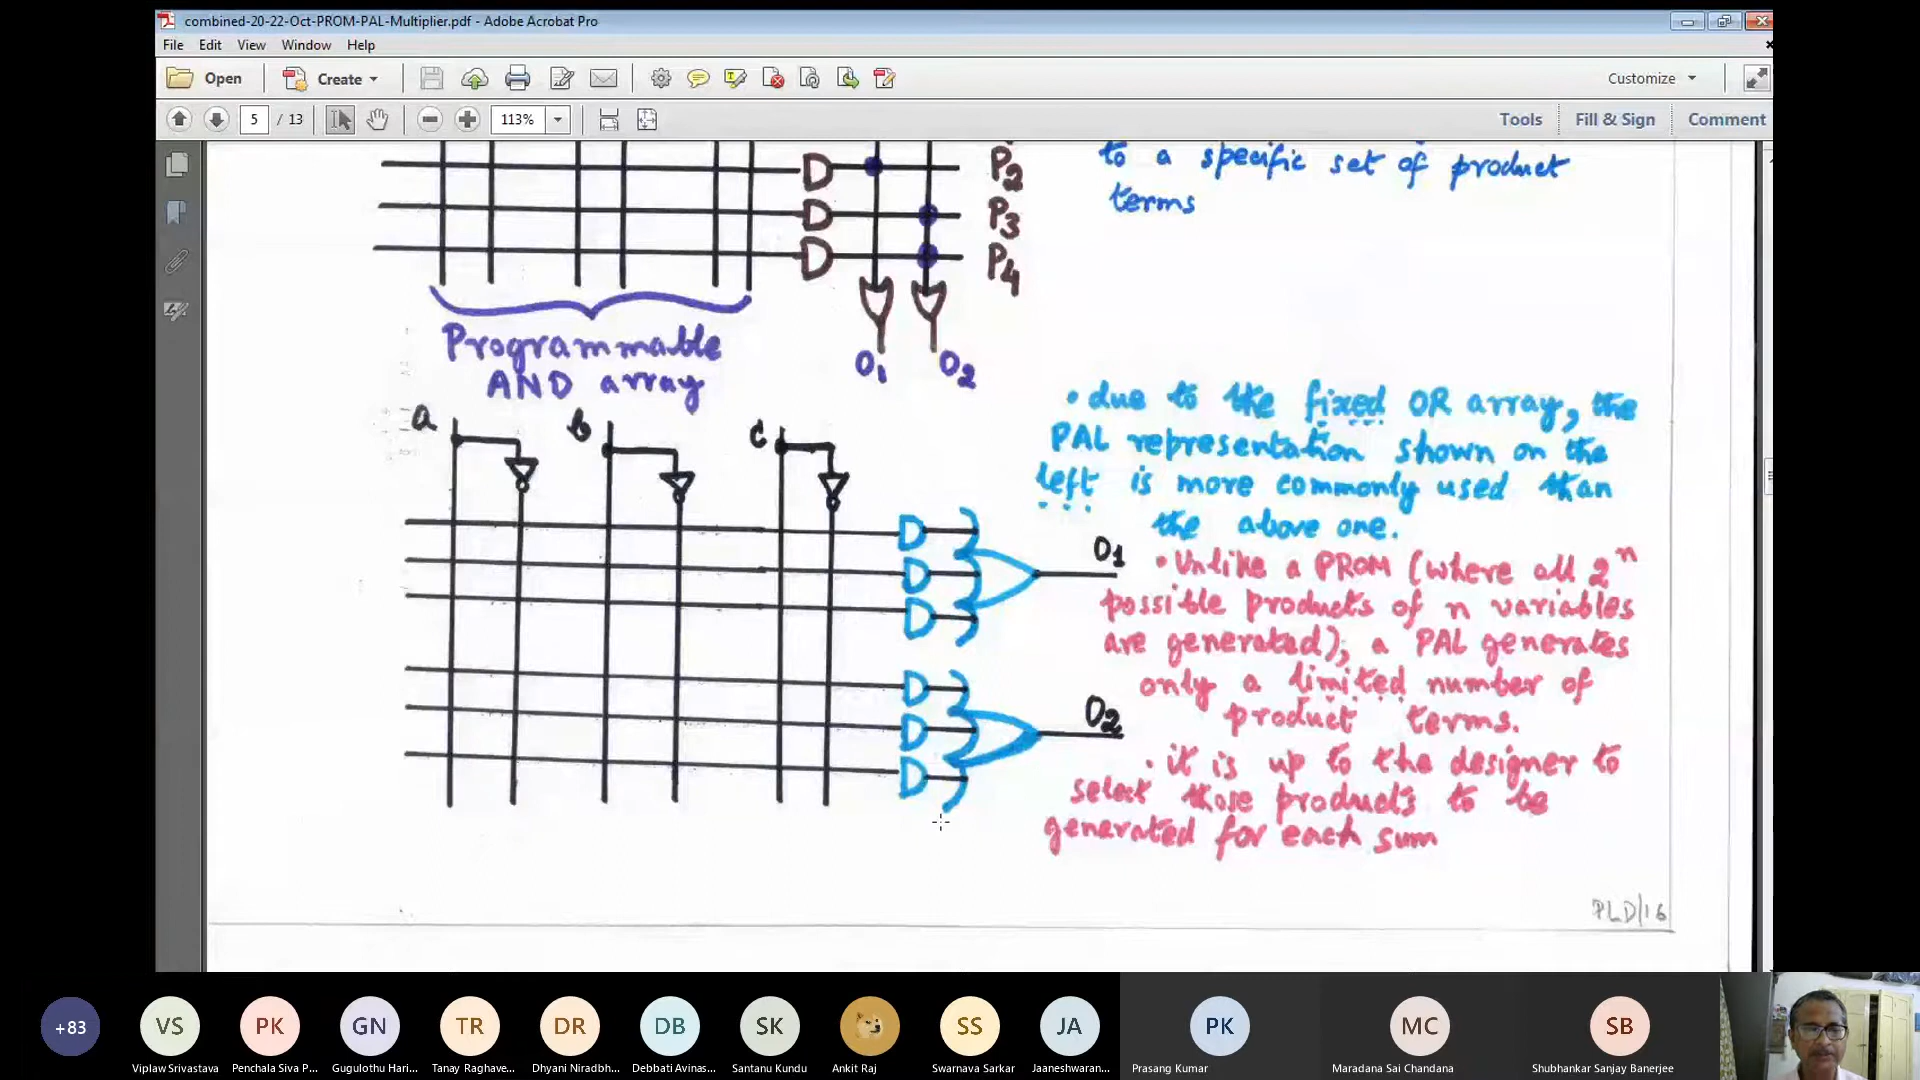 combined-20-22-Oct-PROM-PAL-Multiplier.pdf - Adobe Acrobat Pro
File Edit View Window Help
Open Create Customize
5 / 13 113% Tools Fill & Sign Comment
P2
P3
P4
to a specific set of product
terms
Programmable
AND array
O1 O2
a b c
• due to the fixed OR array, the
PAL representation shown on the
left is more commonly used than
the above one.
O1
• Unlike a PROM (where all 2^n
possible products of n variables
are generated); a PAL generates
only a limited number of
product terms.
O2
• it is up to the designer to
select those products to be
generated for each sum
PLD/16
+83 VS PK GN TR DR DB SK SS JA PK MC SB
Viplaw Srivastava Penchala Siva P... Gugulothu Hari... Tanay Raghave... Dhyani Niradbh... Debbati Avinas... Santanu Kundu Ankit Raj Swarnava Sarkar Jaaneshwaran... Prasang Kumar Maradana Sai Chandana Shubhankar Sanjay Banerjee